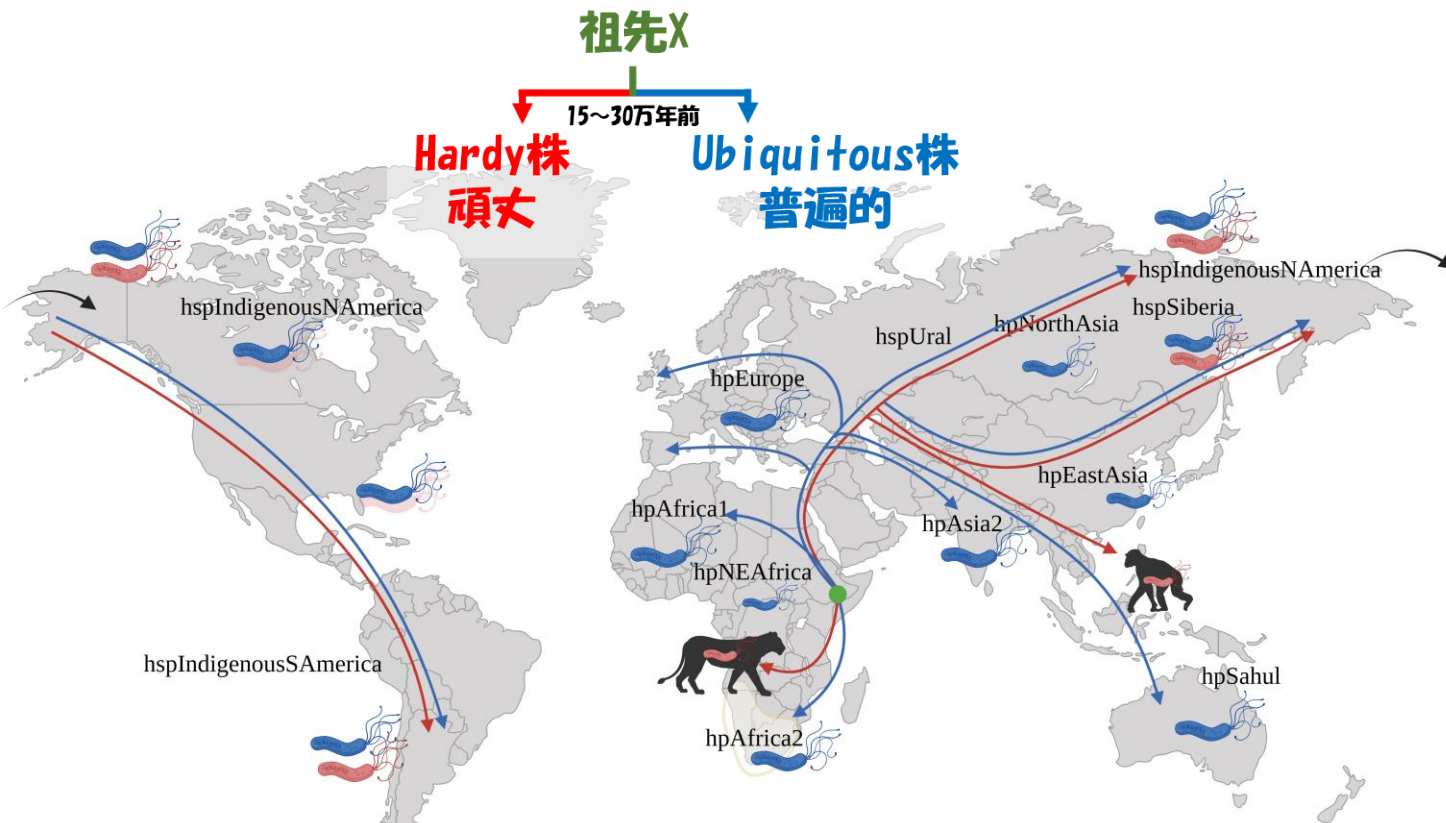 祖先X
15～30万年前
Hardy株
頑丈
Ubiquitous株
普遍的
hspIndigenousNAmerica
hspIndigenousNAmerica
hspSiberia
hpNorthAsia
hspUral
hpEurope
hpEastAsia
hpAfrica1
hpAsia2
hpNEAfrica
hspIndigenousSAmerica
hpSahul
hpAfrica2